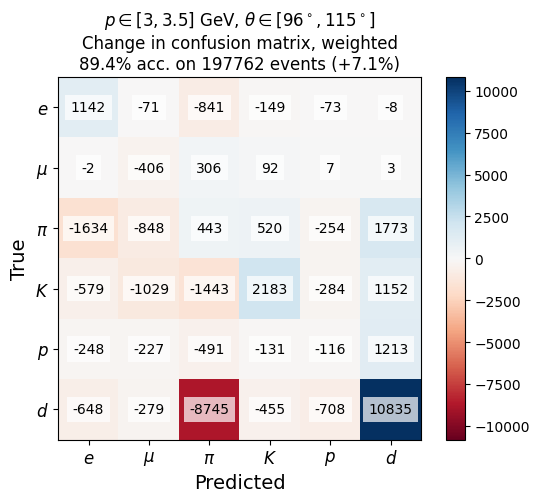 p ∈ [3, 3.5] GeV, θ ∈ [96°, 115°]
Change in confusion matrix, weighted
89.4% acc. on 197762 events (+7.1%)
e 1142 -71 -841 -149 -73 -8
μ -2 -406 306 92 7 3
π -1634 -848 443 520 -254 1773
K -579 -1029 -1443 2183 -284 1152
p -248 -227 -491 -131 -116 1213
d -648 -279 -8745 -455 -708 10835
e μ π K p d
True
Predicted
10000
7500
5000
2500
0
−2500
−5000
−7500
−10000